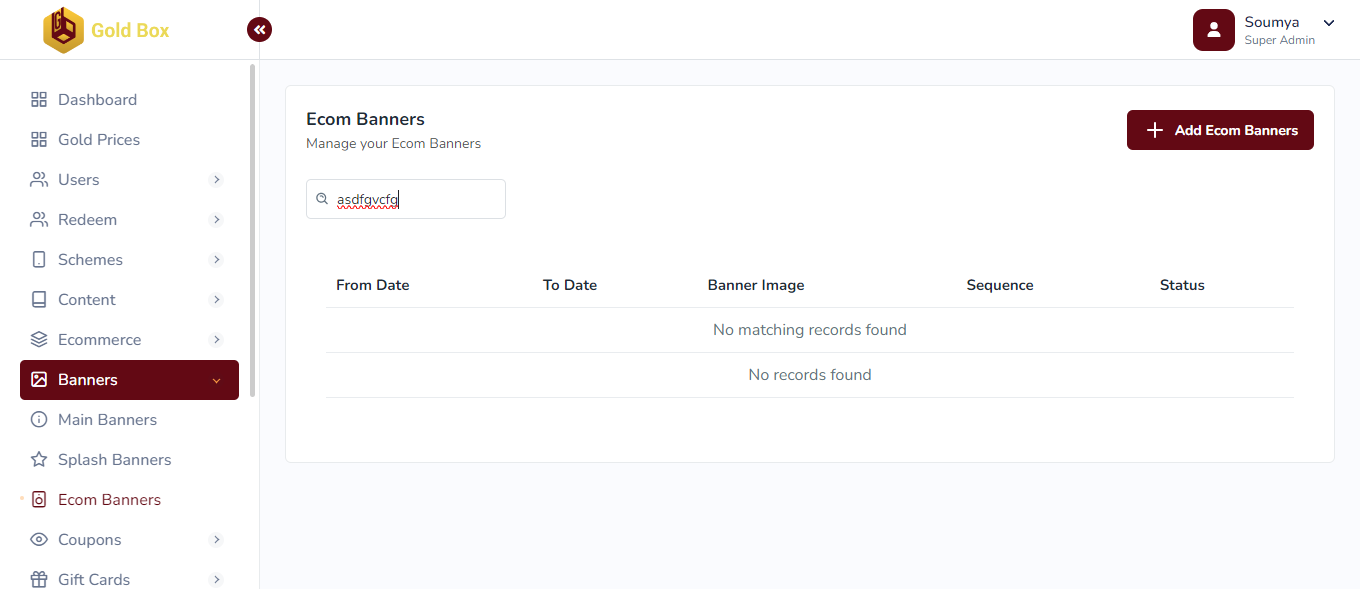 Gold Box
Soumya
Super Admin
Dashboard
Gold Prices
Users
Redeem
Schemes
Content
Ecommerce
Banners
Main Banners
Splash Banners
Ecom Banners
Coupons
Gift Cards
Ecom Banners
Manage your Ecom Banners
Add Ecom Banners
asdfgvcfg
From Date To Date Banner Image Sequence Status
No matching records found
No records found